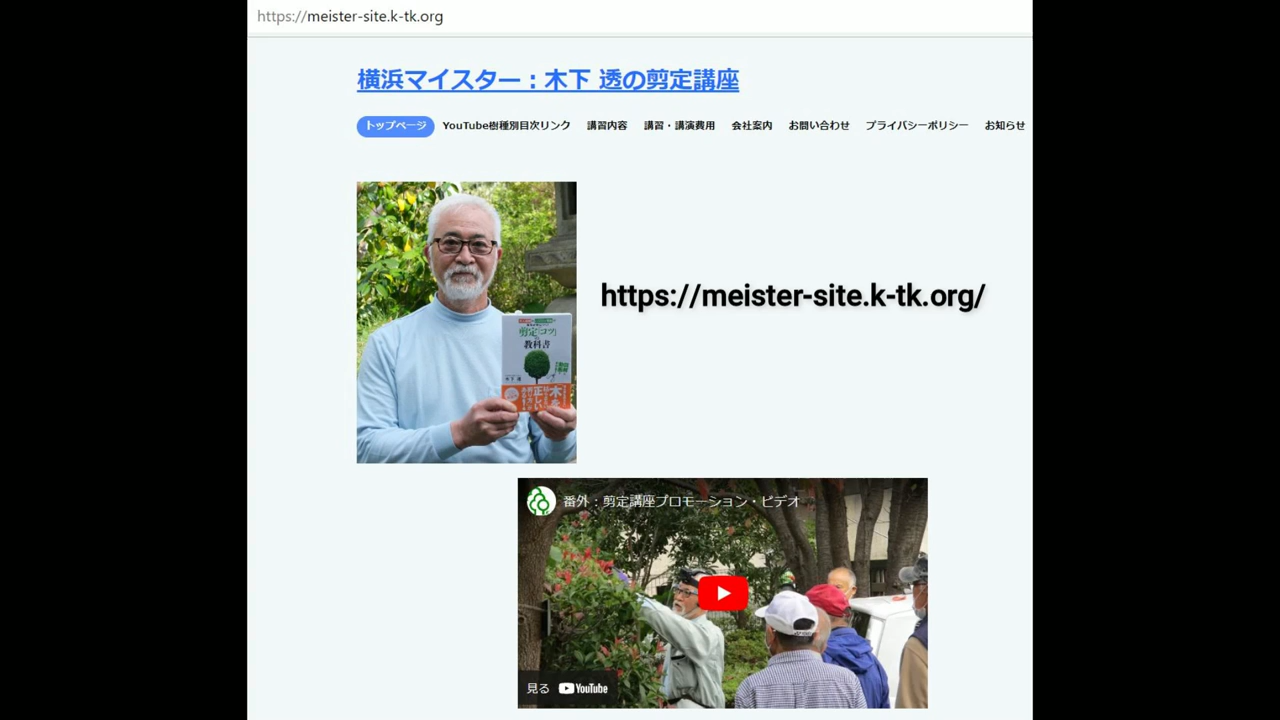 https://meister-site.k-tk.org
横浜マイスター：木下 透の剪定講座
トップページ YouTube樹種別目次リンク 講習内容 講習・講演費用 会社案内 お問い合わせ プライバシーポリシー お知らせ
https://meister-site.k-tk.org/
剪定「コツ」の
教科書
木下 透
番外：剪定講座プロモーション・ビデオ
見る YouTube